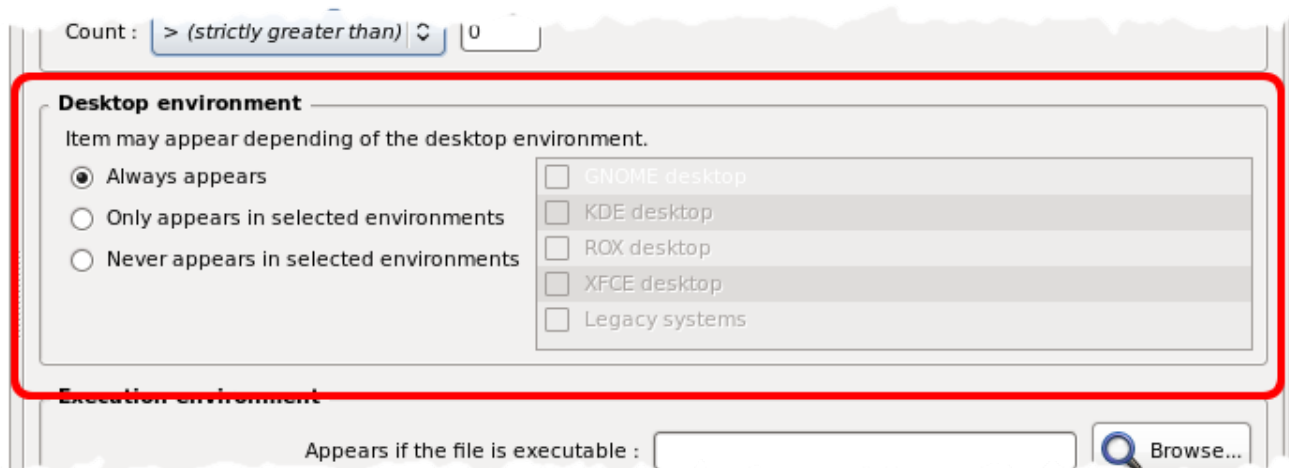 Count : > (strictly greater than) 0
Desktop environment
Item may appear depending of the desktop environment.
Always appears
Only appears in selected environments
Never appears in selected environments
GNOME desktop
KDE desktop
ROX desktop
XFCE desktop
Legacy systems
Execution environment
Appears if the file is executable : Browse...